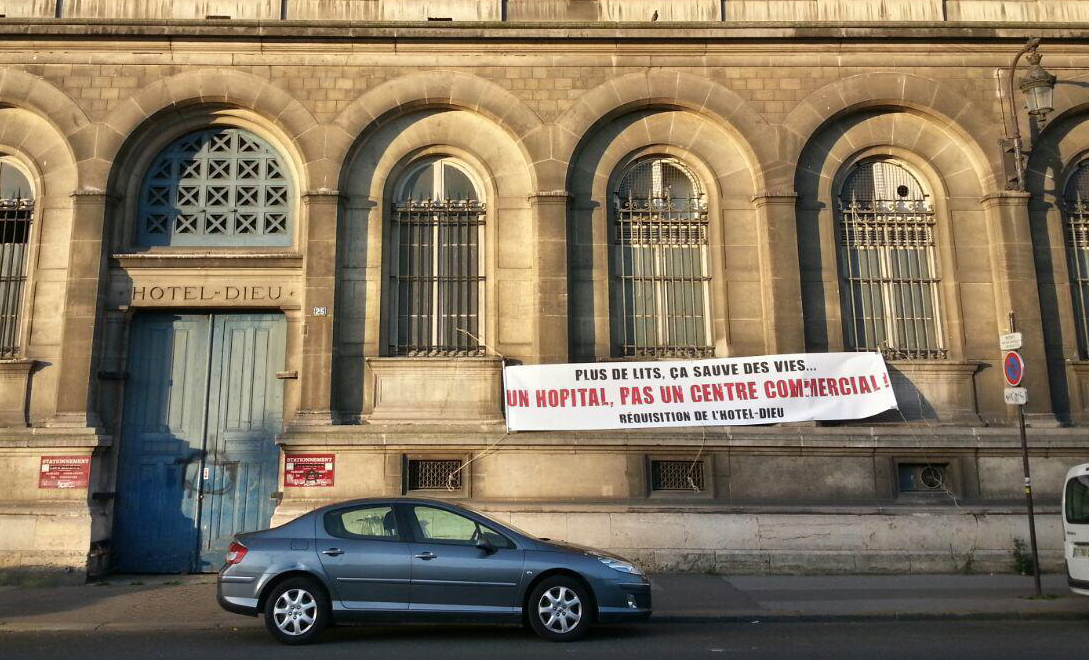 HOTEL-DIEU
PLUS DE LITS, ÇA SAUVE DES VIES...
UN HOPITAL, PAS UN CENTRE COMMERCIAL !
RÉQUISITION DE L'HOTEL-DIEU
STATIONNEMENT
STATIONNEMENT